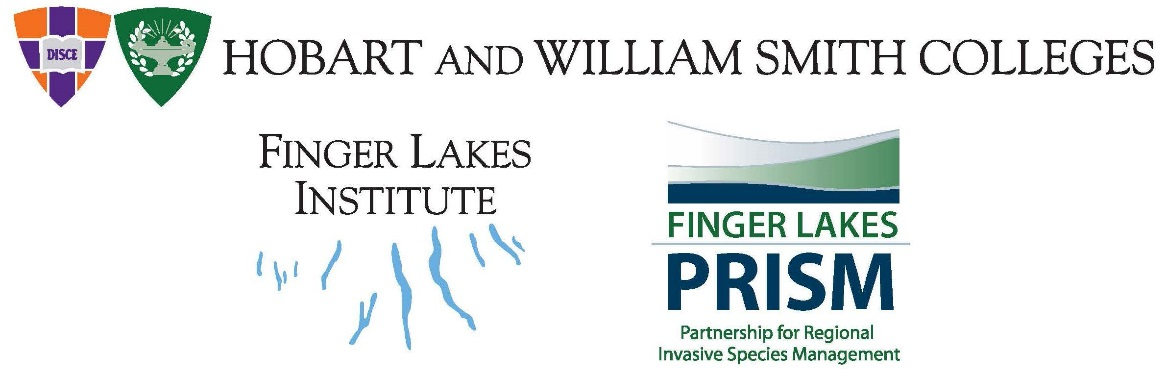 DISCE
HOBART AND WILLIAM SMITH COLLEGES
FINGER LAKES
INSTITUTE
FINGER LAKES
PRISM
Partnership for Regional
Invasive Species Management